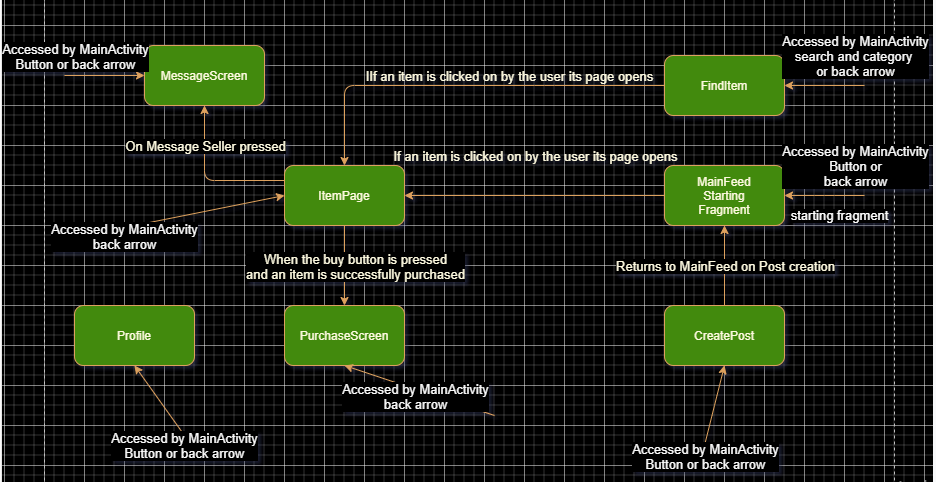 Accessed by MainActivity
Button or back arrow
MessageScreen
IIf an item is clicked on by the user its page opens
FindItem
Accessed by MainActivity
search and category
or back arrow
On Message Seller pressed
If an item is clicked on by the user its page opens
Accessed by MainActivity
Button or
back arrow
ItemPage
MainFeed
Starting
Fragment
starting fragment
Accessed by MainActivity
back arrow
When the buy button is pressed
and an item is successfully purchased
Returns to MainFeed on Post creation
Profile
PurchaseScreen
CreatePost
Accessed by MainActivity
back arrow
Accessed by MainActivity
Button or back arrow
Accessed by MainActivity
Button or back arrow